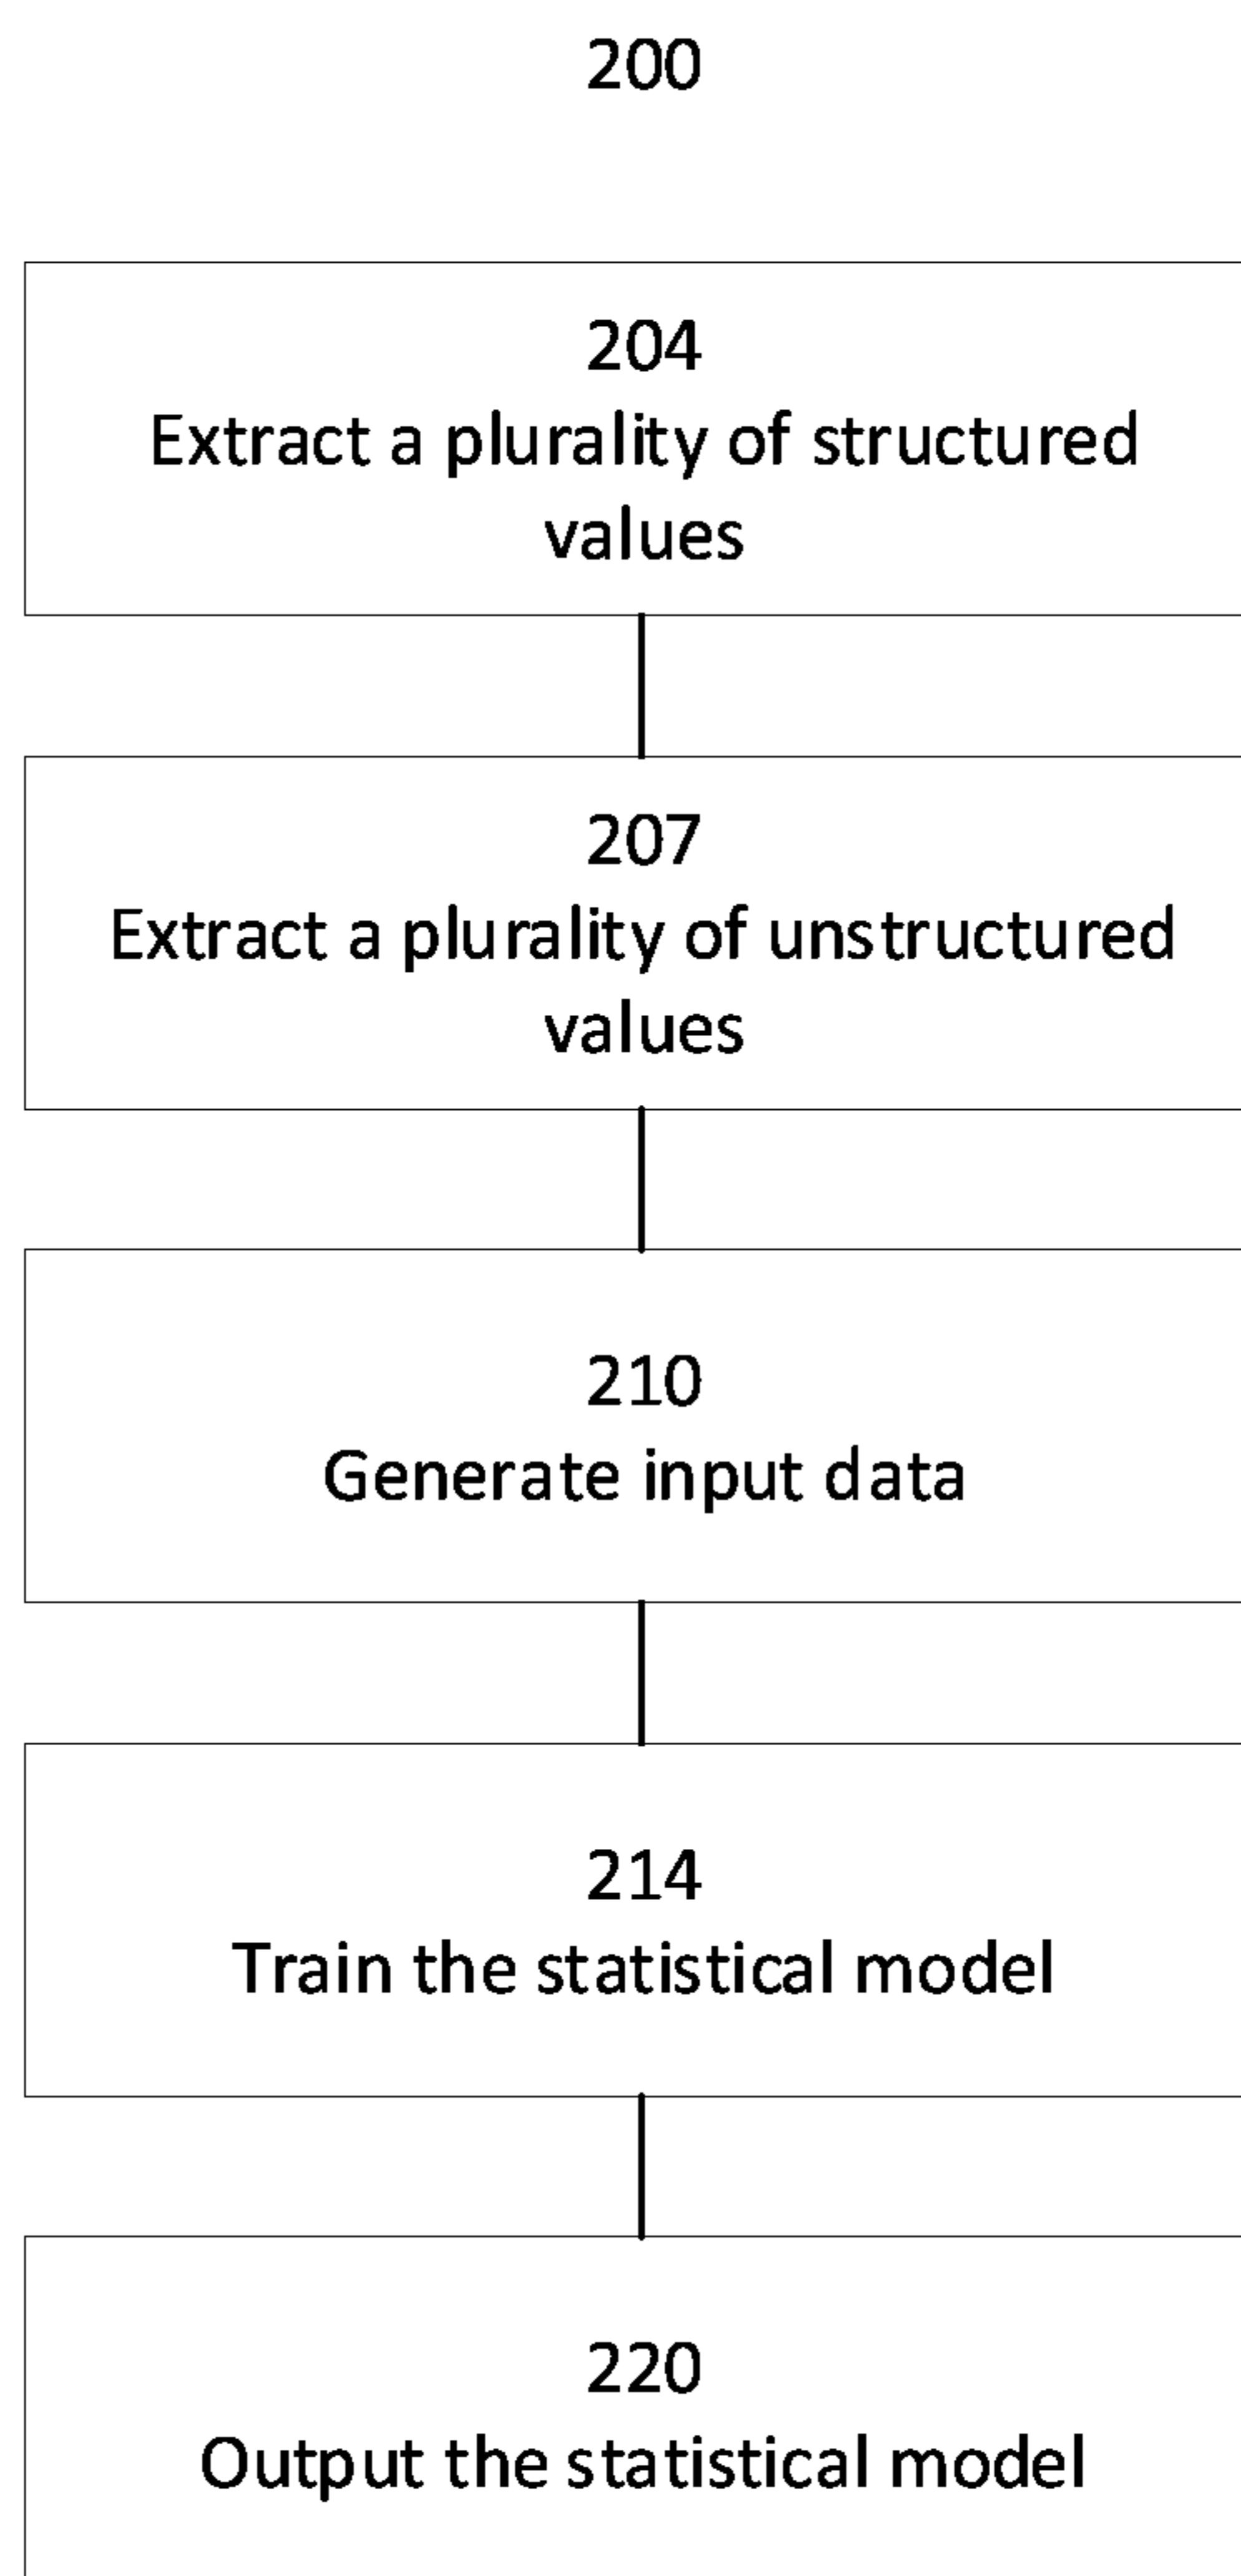 200
204
Extract a plurality of structured
values
207
Extract a plurality of unstructured
values
210
Generate input data
214
Train the statistical model
220
Output the statistical model